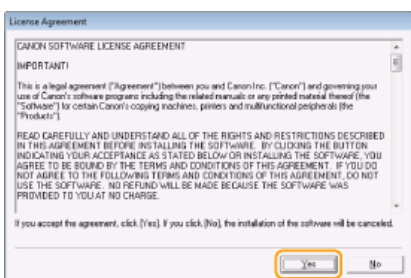 License Agreement
CANON SOFTWARE LICENSE AGREEMENT
IMPORTANT!
This is a legal agreement ("Agreement") between you and Canon Inc. ("Canon") and governing your
use of Canon's software programs including the related manuals or any printed material thereof (the
"Software") for certain Canon's copying machines, printers and multifunctional peripherals (the
"Products").
READ CAREFULLY AND UNDERSTAND ALL OF THE RIGHTS AND RESTRICTIONS DESCRIBED
IN THIS AGREEMENT BEFORE INSTALLING THE SOFTWARE. BY CLICKING THE BUTTON
INDICATING YOUR ACCEPTANCE AS STATED BELOW OR INSTALLING THE SOFTWARE, YOU
AGREE TO BE BOUND BY THE TERMS AND CONDITIONS OF THIS AGREEMENT. IF YOU DO
NOT AGREE TO THE FOLLOWING TERMS AND CONDITIONS OF THIS AGREEMENT, DO NOT
USE THE SOFTWARE. NO REFUND WILL BE MADE BECAUSE THE SOFTWARE WAS
PROVIDED TO YOU AT NO CHARGE.
If you accept the agreement, click [Yes]. If you click [No], the installation of the software will be canceled.
Yes
No